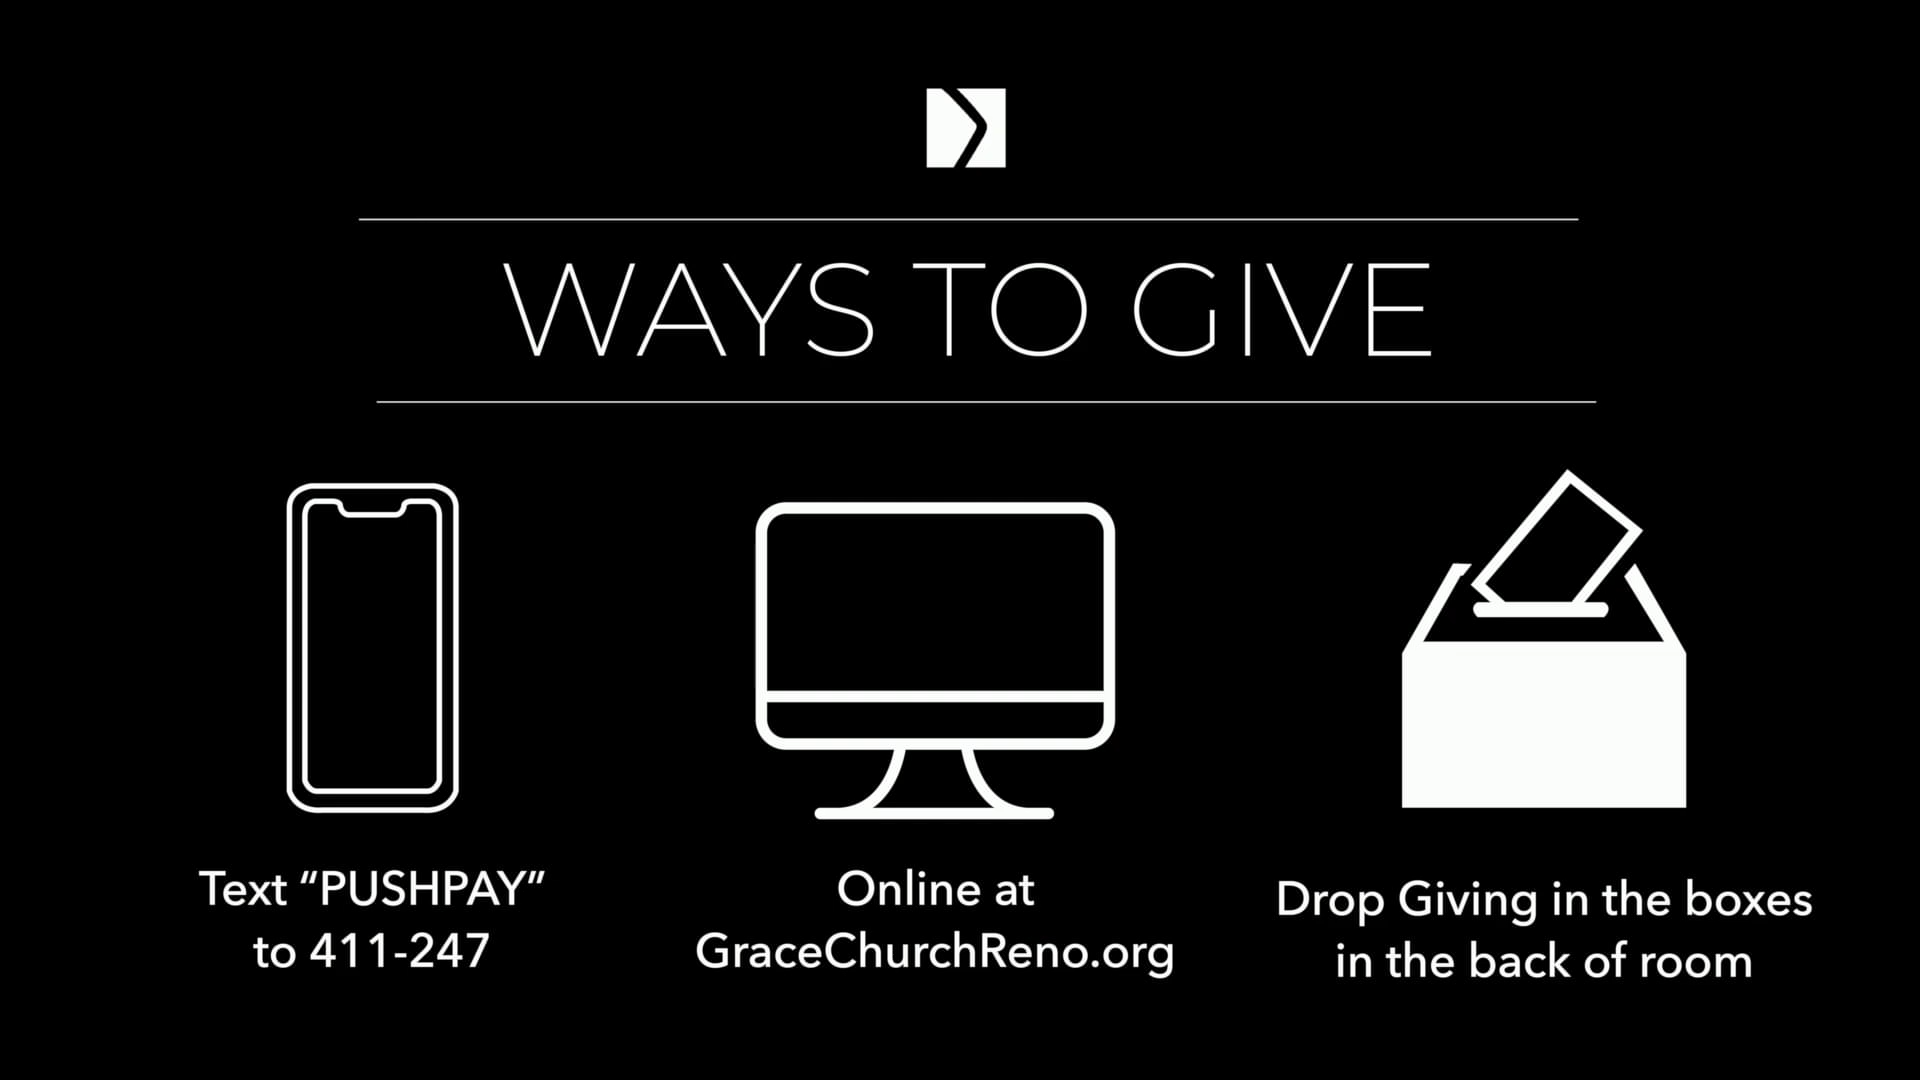 WAYS TO GIVE
Text “PUSHPAY”
to 411-247
Online at
GraceChurchReno.org
Drop Giving in the boxes
in the back of room